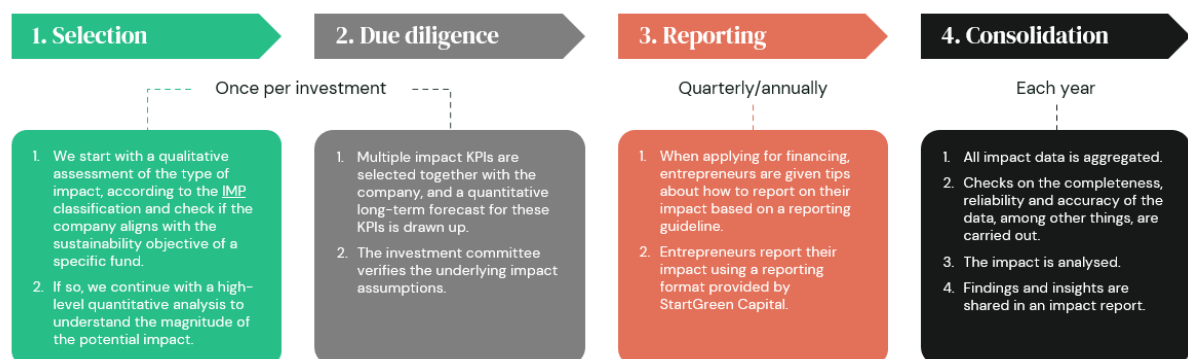 1. Selection
2. Due diligence
3. Reporting
4. Consolidation
Once per investment
Quarterly/annually
Each year
1. We start with a qualitative
assessment of the type of
impact, according to the IMP
classification and check if the
company aligns with the
sustainability objective of a
specific fund.
2. If so, we continue with a high-
level quantitative analysis to
understand the magnitude of
the potential impact.
1. Multiple impact KPIs are
selected together with the
company, and a quantitative
long-term forecast for these
KPIs is drawn up.
2. The investment committee
verifies the underlying impact
assumptions.
1. When applying for financing,
entrepreneurs are given tips
about how to report on their
impact based on a reporting
guideline.
2. Entrepreneurs report their
impact using a reporting
format provided by
StartGreen Capital.
1. All impact data is aggregated.
2. Checks on the completeness,
reliability and accuracy of the
data, among other things, are
carried out.
3. The impact is analysed.
4. Findings and insights are
shared in an impact report.